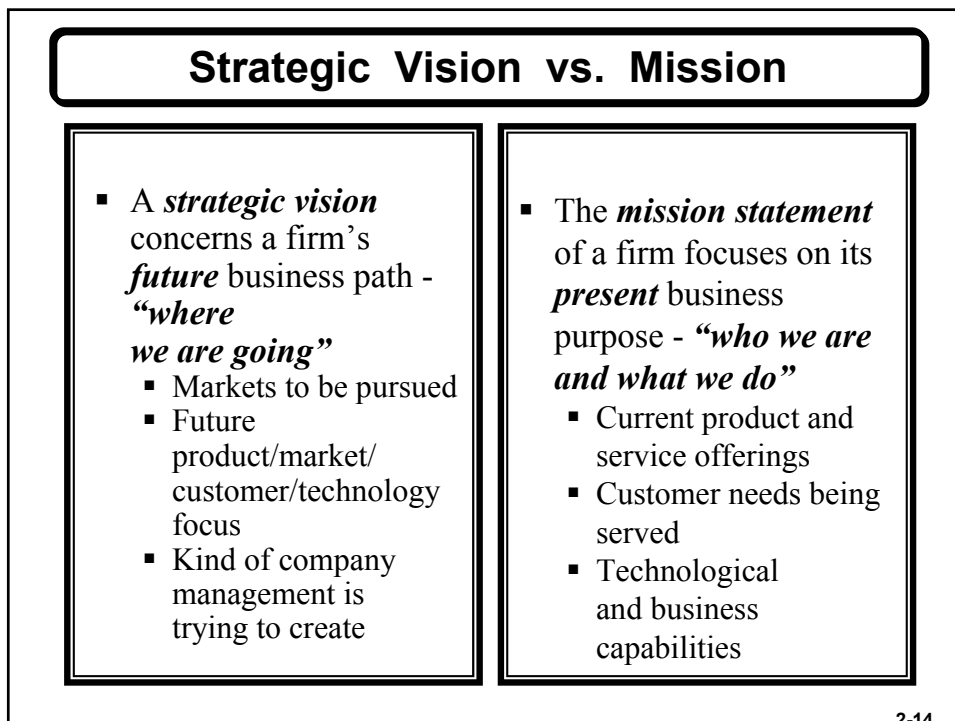 Strategic Vision vs. Mission
▪ A strategic vision
concerns a firm’s
future business path -
“where
we are going”
▪ Markets to be pursued
▪ Future
product/market/
customer/technology
focus
▪ Kind of company
management is
trying to create
▪ The mission statement
of a firm focuses on its
present business
purpose - “who we are
and what we do”
▪ Current product and
service offerings
▪ Customer needs being
served
▪ Technological
and business
capabilities
2-14